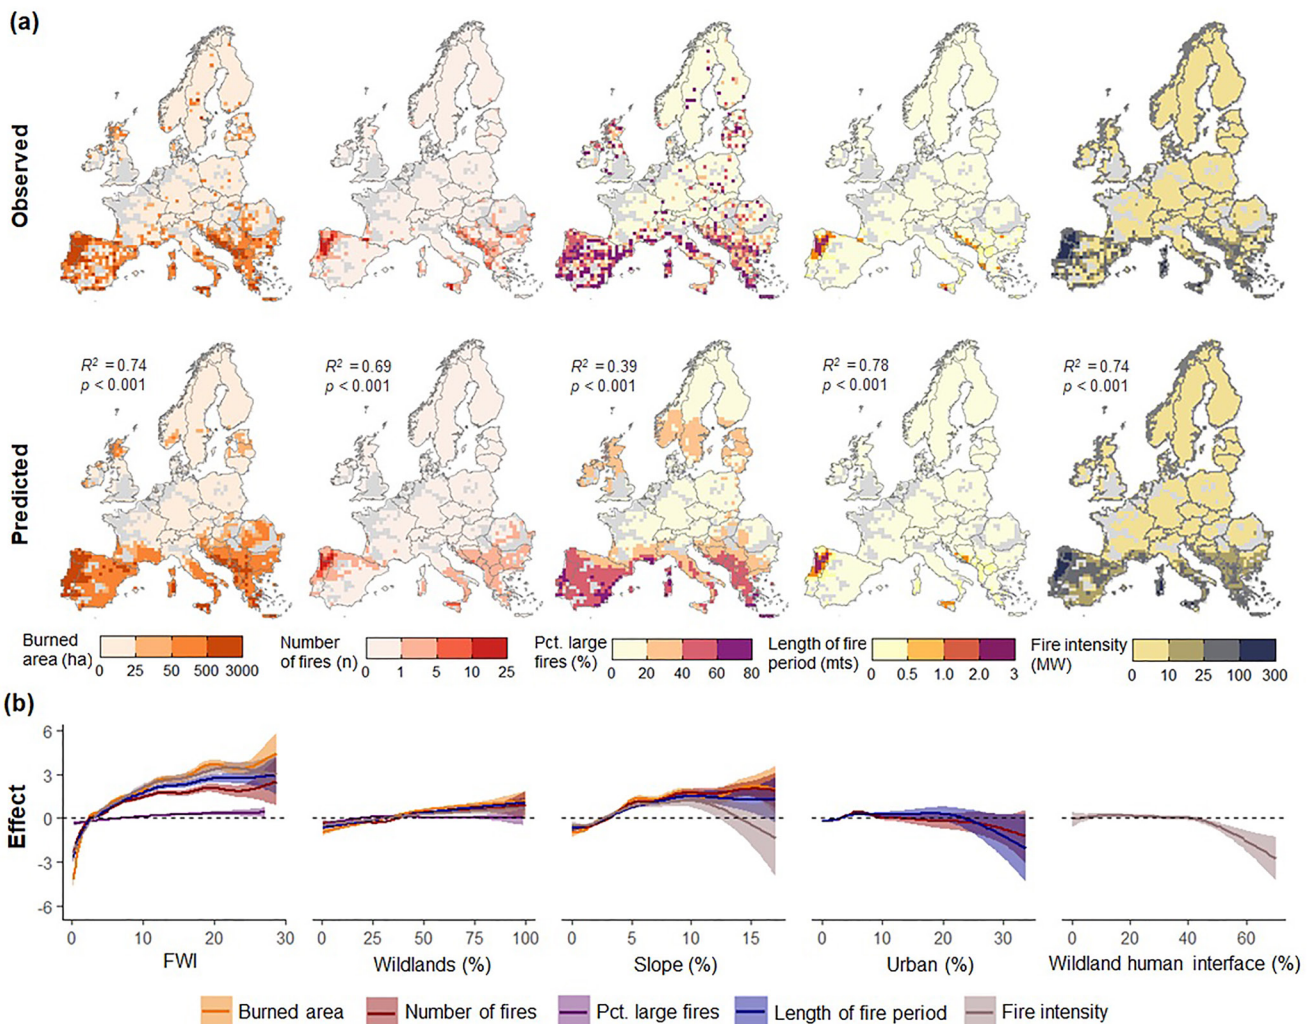 (a)
Observed
Predicted
R² = 0.74
p < 0.001
R² = 0.69
p < 0.001
R² = 0.39
p < 0.001
R² = 0.78
p < 0.001
R² = 0.74
p < 0.001
Burned
area (ha)
0 25 50 500 3000
Number
of fires (n)
0 1 5 10 25
Pct. large
fires (%)
0 20 40 60 80
Length of fire
period (mts)
0 0.5 1.0 2.0 3
Fire intensity
(MW)
0 10 25 100 300
(b)
Effect
6
3
0
-3
-6
0 10 20 30
FWI
0 25 50 75 100
Wildlands (%)
0 5 10 15
Slope (%)
0 10 20 30
Urban (%)
0 20 40 60
Wildland human interface (%)
Burned area
Number of fires
Pct. large fires
Length of fire period
Fire intensity